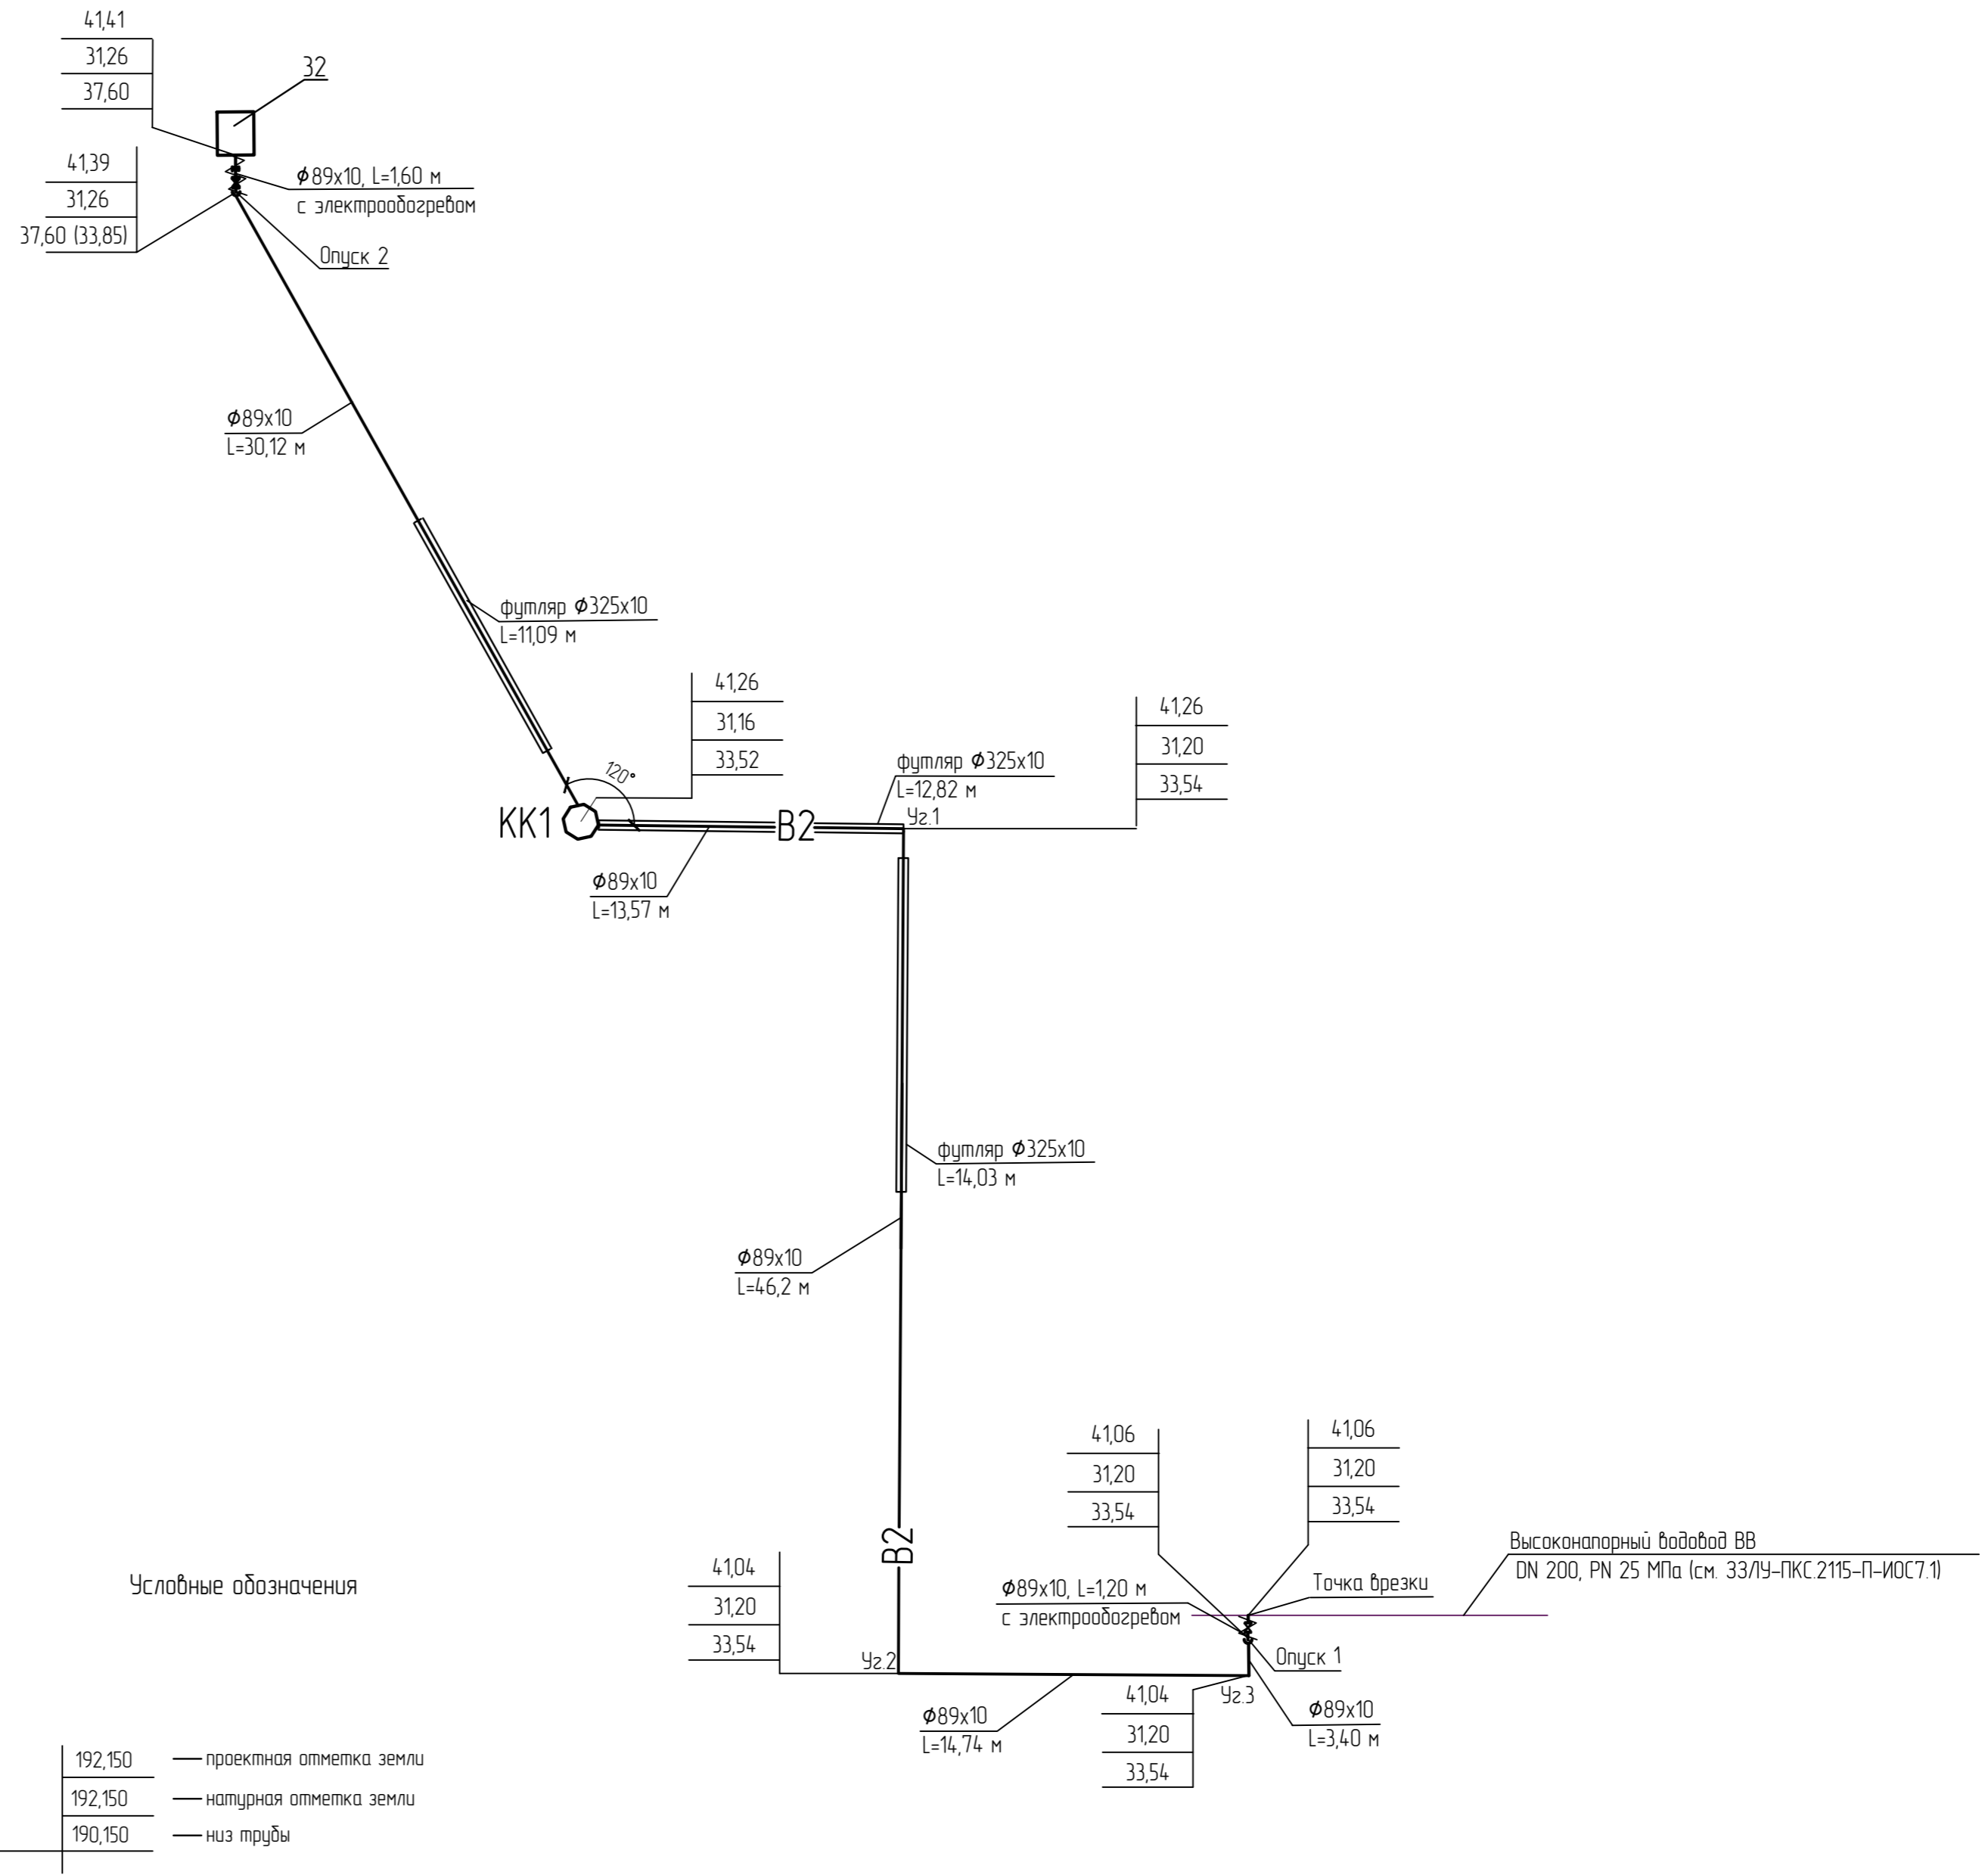 41,41
31,26
37,60
32
41,39
31,26
37,60 (33,85)
ϕ89x10, L=1,60 м
с электрообогревом
Опуск 2
ϕ89x10
L=30,12 м
футляр ϕ325x10
L=11,09 м
41,26
31,16
33,52
120°
КК1
футляр ϕ325x10
L=12,82 м
Уг.1
41,26
31,20
33,54
В2
ϕ89x10
L=13,57 м
футляр ϕ325x10
L=14,03 м
ϕ89x10
L=46,2 м
В2
41,06
31,20
33,54
41,06
31,20
33,54
Высоконапорный водовод ВВ
DN 200, PN 25 МПа (см. 33/ЛУ-ПКС.2115-П-ИОС7.1)
Точка врезки
ϕ89x10, L=1,20 м
с электрообогревом
Опуск 1
41,04
31,20
33,54
Уг.2
ϕ89x10
L=14,74 м
41,04
31,20
33,54
Уг.3
ϕ89x10
L=3,40 м
Условные обозначения
192,150 — проектная отметка земли
192,150 — натурная отметка земли
190,150 — низ трубы